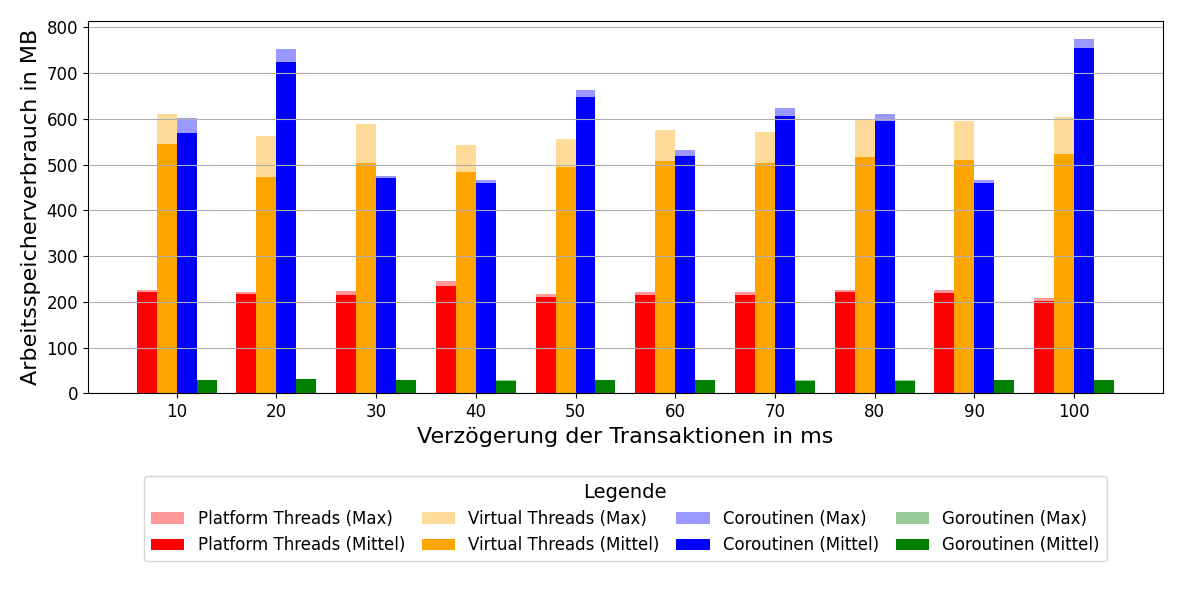 800
700
600
500
400
300
200
100
0
Arbeitsspeicherverbrauch in MB
10 20 30 40 50 60 70 80 90 100
Verzögerung der Transaktionen in ms
Legende
Platform Threads (Max) Virtual Threads (Max) Coroutinen (Max) Goroutinen (Max)
Platform Threads (Mittel) Virtual Threads (Mittel) Coroutinen (Mittel) Goroutinen (Mittel)